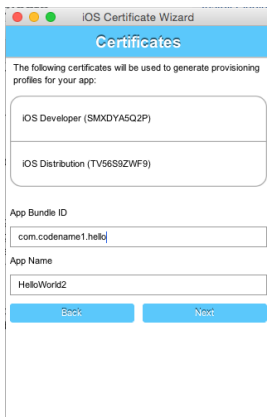 iOS Certificate Wizard
Certificates
The following certificates will be used to generate provisioning
profiles for your app:
iOS Developer (SMXDYA5Q2P)
iOS Distribution (TV56S9ZWF9)
App Bundle ID
com.codename1.hello
App Name
HelloWorld2
Back Next